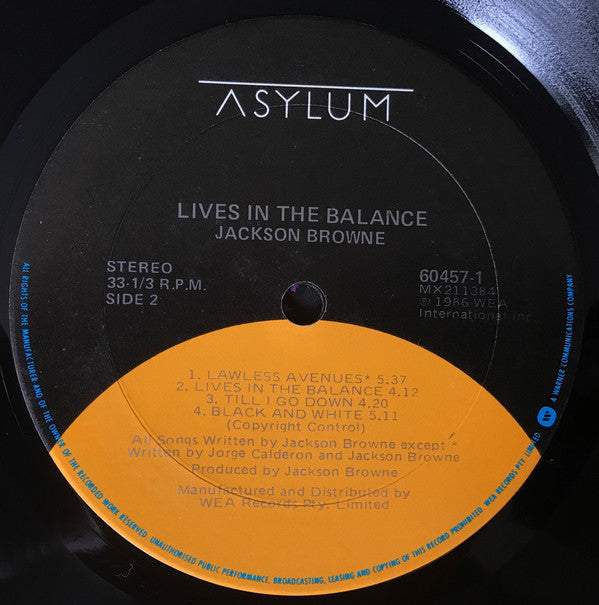 ASYLUM
LIVES IN THE BALANCE
JACKSON BROWNE
STEREO
33-1/3 R.P.M.
SIDE 2
60457-1
MX211384
℗ 1986 WEA
International Inc.
1. LAWLESS AVENUES* 5.37
2. LIVES IN THE BALANCE 4.12
3. TILL I GO DOWN 4.20
4. BLACK AND WHITE 5.11
(Copyright Control)
All Songs Written by Jackson Browne except *
Written by Jorge Calderon and Jackson Browne
Produced by Jackson Browne
Manufactured and Distributed by
WEA Records Pty. Limited
ALL RIGHTS OF THE MANUFACTURER AND OF THE OWNER OF THE RECORDED WORK RESERVED. UNAUTHORISED PUBLIC PERFORMANCE, BROADCASTING, LEASING AND COPYING OF THIS RECORD PROHIBITED. WEA RECORDS PTY. LIMITED
A WARNER COMMUNICATIONS COMPANY
3